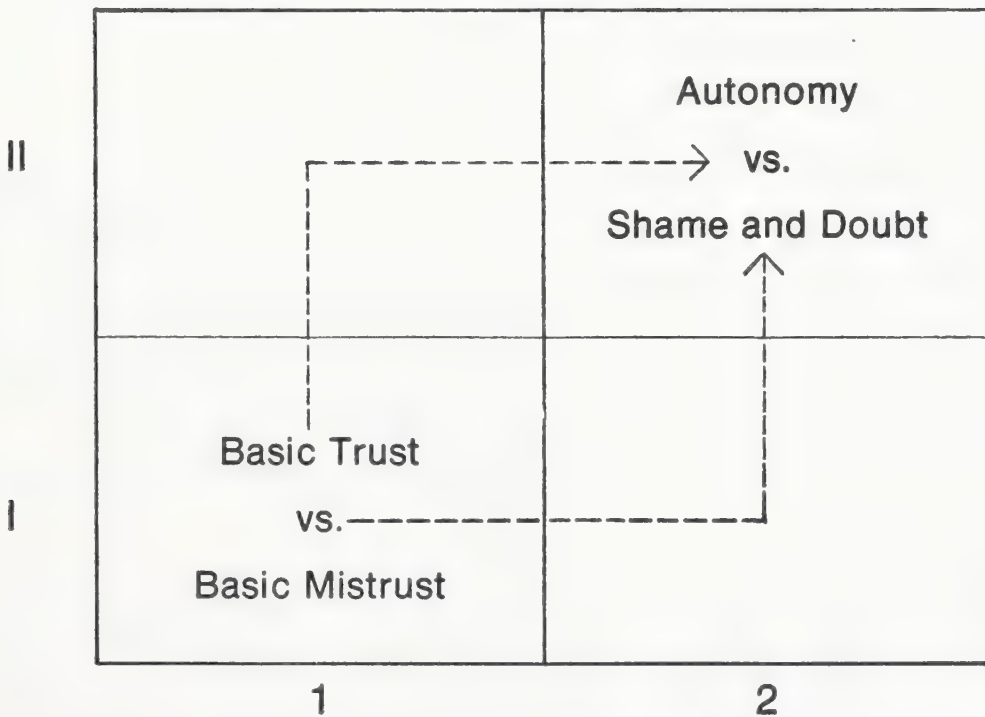 II
Autonomy
vs.
Shame and Doubt
I
Basic Trust
vs.
Basic Mistrust
1
2